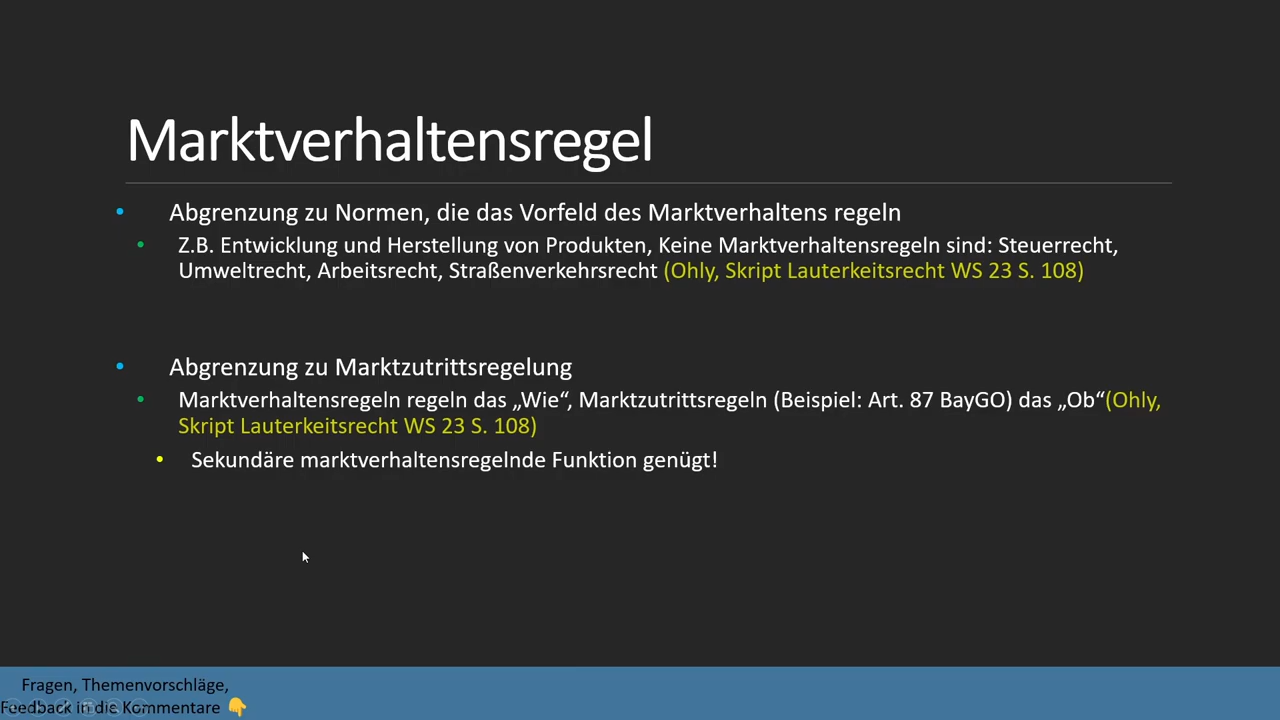 Marktverhaltensregel
• Abgrenzung zu Normen, die das Vorfeld des Marktverhaltens regeln
• Z.B. Entwicklung und Herstellung von Produkten, Keine Marktverhaltensregeln sind: Steuerrecht,
Umweltrecht, Arbeitsrecht, Straßenverkehrsrecht (Ohly, Skript Lauterkeitsrecht WS 23 S. 108)
• Abgrenzung zu Marktzutrittsregelung
• Marktverhaltensregeln regeln das „Wie“, Marktzutrittsregeln (Beispiel: Art. 87 BayGO) das „Ob“(Ohly,
Skript Lauterkeitsrecht WS 23 S. 108)
• Sekundäre marktverhaltensregelnde Funktion genügt!
Fragen, Themenvorschläge,
Feedback in die Kommentare 👇